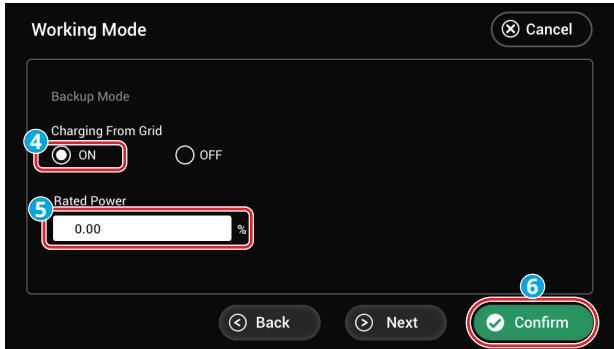 Working Mode
Cancel
Backup Mode
Charging From Grid
4
ON OFF
Rated Power
5
0.00 %
6
Back Next Confirm